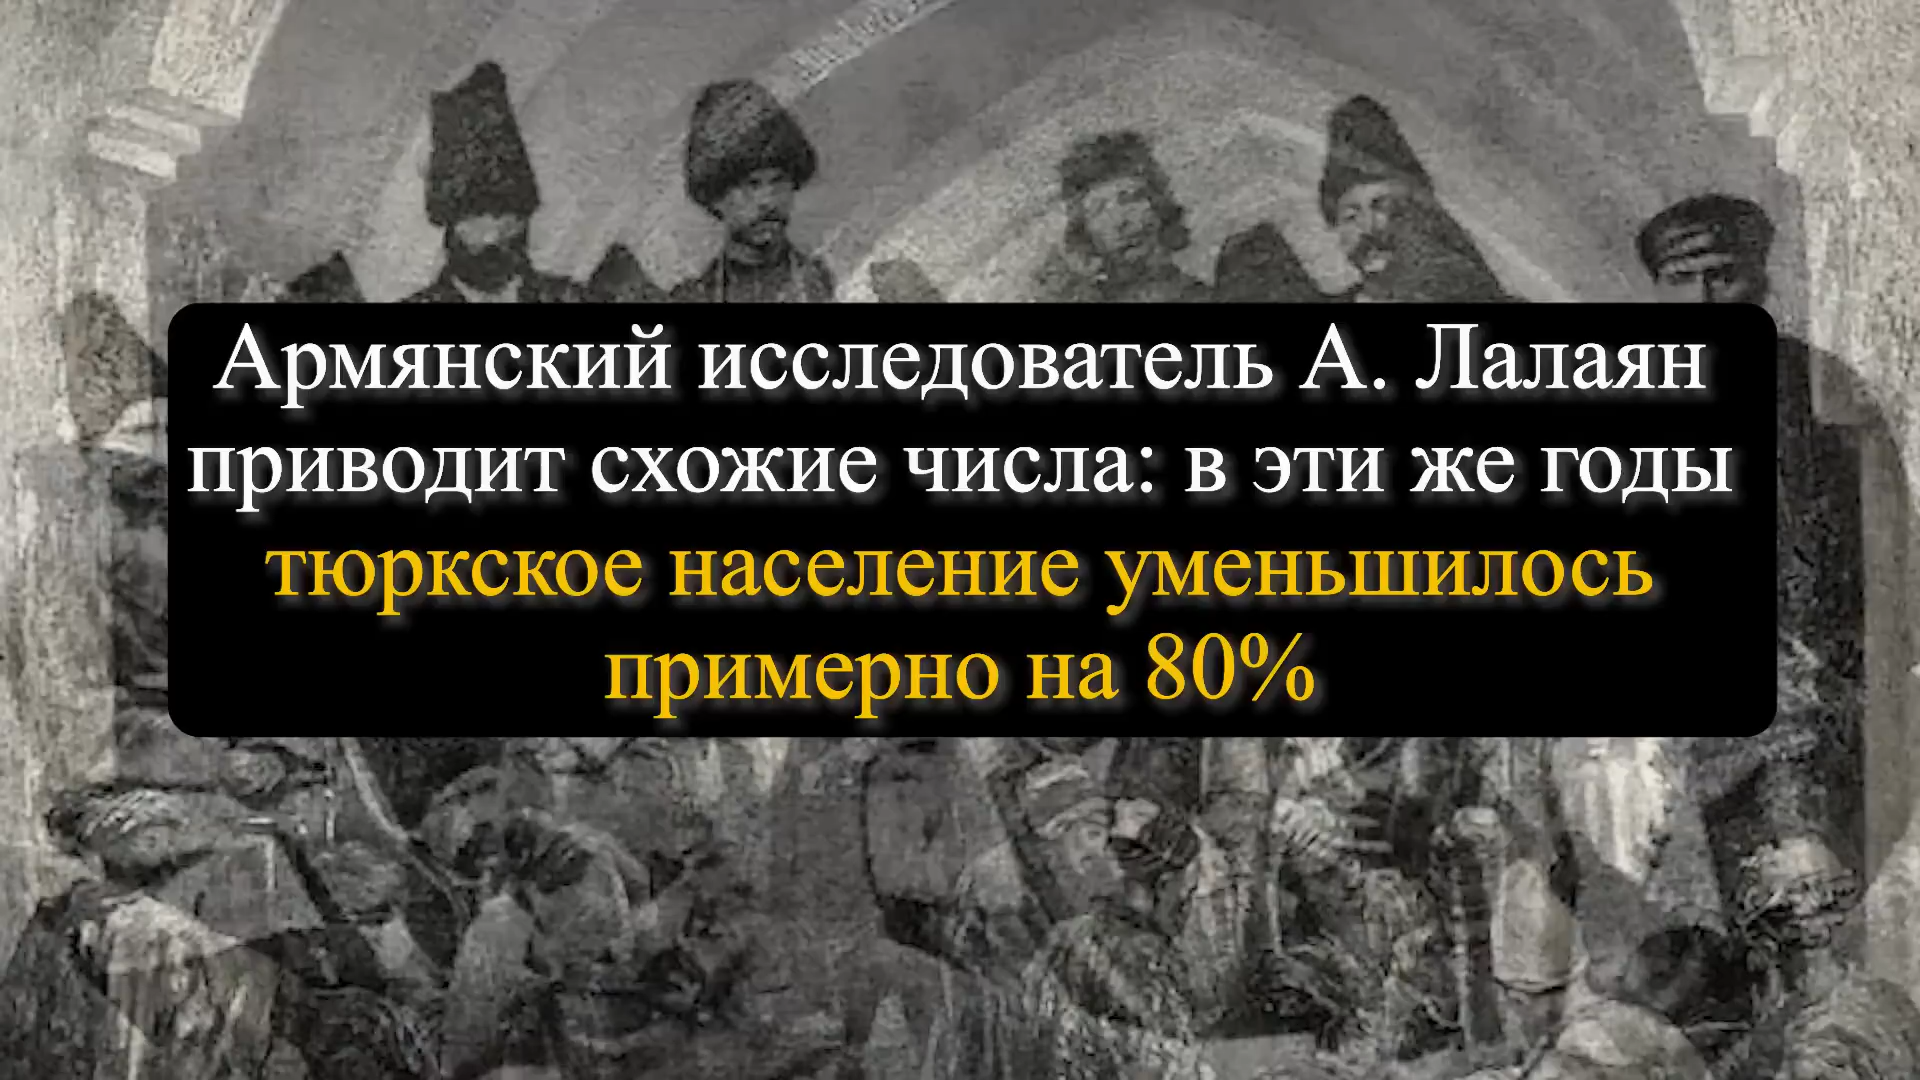 Армянский исследователь А. Лалаян
приводит схожие числа: в эти же годы
тюркское население уменьшилось
примерно на 80%